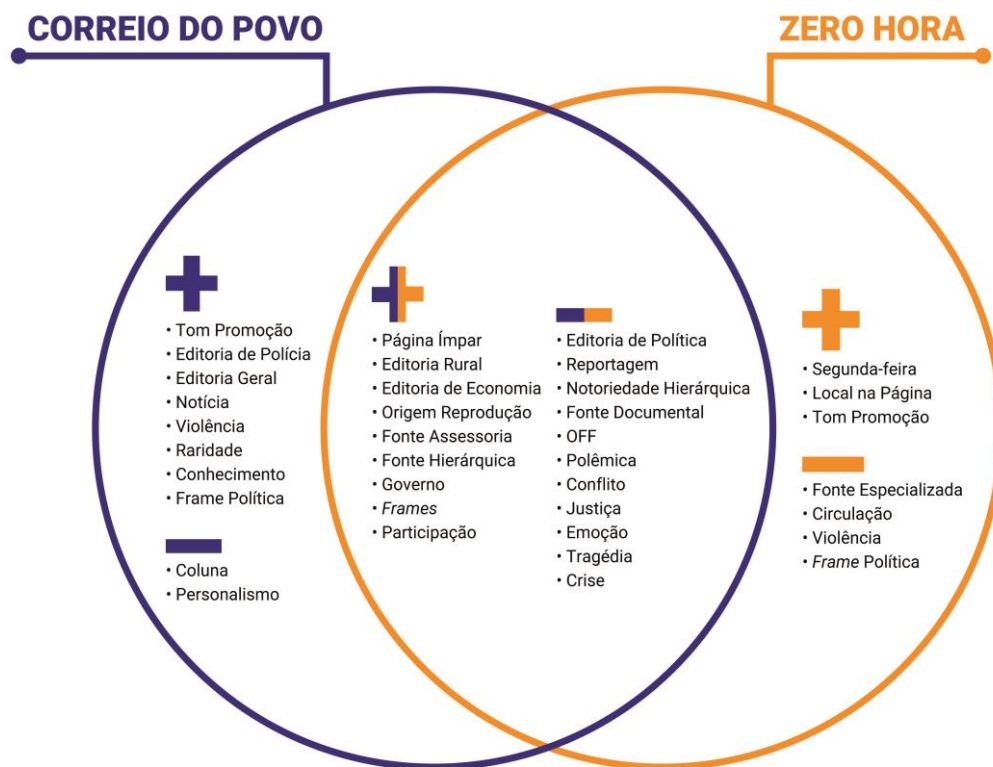 CORREIO DO POVO
ZERO HORA
• Tom Promoção
• Editoria de Polícia
• Editoria Geral
• Notícia
• Violência
• Raridade
• Conhecimento
• Frame Política
• Coluna
• Personalismo
• Página Ímpar
• Editoria Rural
• Editoria de Economia
• Origem Reprodução
• Fonte Assessoria
• Fonte Hierárquica
• Governo
• Frames
• Participação
• Editoria de Política
• Reportagem
• Notoriedade Hierárquica
• Fonte Documental
• OFF
• Polêmica
• Conflito
• Justiça
• Emoção
• Tragédia
• Crise
• Segunda-feira
• Local na Página
• Tom Promoção
• Fonte Especializada
• Circulação
• Violência
• Frame Política